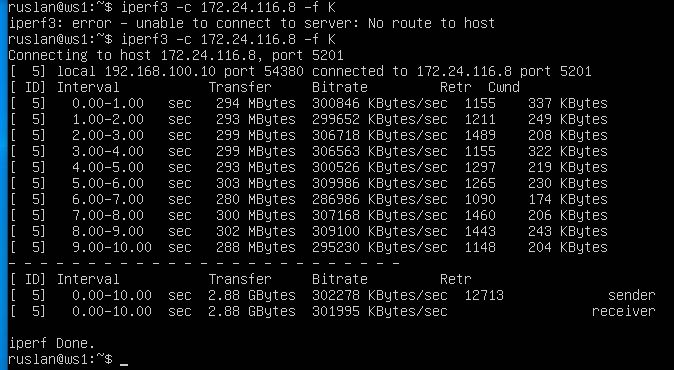 ruslan@ws1:~$ iperf3 -c 172.24.116.8 -f K
iperf3: error - unable to connect to server: No route to host
ruslan@ws1:~$ iperf3 -c 172.24.116.8 -f K
Connecting to host 172.24.116.8, port 5201
[  5] local 192.168.100.10 port 54380 connected to 172.24.116.8 port 5201
[ ID] Interval           Transfer     Bitrate         Retr  Cwnd
[  5]   0.00-1.00   sec   294 MBytes  300846 KBytes/sec  1155    337 KBytes
[  5]   1.00-2.00   sec   293 MBytes  299652 KBytes/sec  1211    249 KBytes
[  5]   2.00-3.00   sec   299 MBytes  306718 KBytes/sec  1489    208 KBytes
[  5]   3.00-4.00   sec   299 MBytes  306563 KBytes/sec  1155    322 KBytes
[  5]   4.00-5.00   sec   293 MBytes  300526 KBytes/sec  1297    219 KBytes
[  5]   5.00-6.00   sec   303 MBytes  309986 KBytes/sec  1265    230 KBytes
[  5]   6.00-7.00   sec   280 MBytes  286986 KBytes/sec  1090    174 KBytes
[  5]   7.00-8.00   sec   300 MBytes  307168 KBytes/sec  1460    206 KBytes
[  5]   8.00-9.00   sec   302 MBytes  309100 KBytes/sec  1443    243 KBytes
[  5]   9.00-10.00  sec   288 MBytes  295230 KBytes/sec  1148    204 KBytes
- - - - - - - - - - - - - - - - - - - - - - - - -
[ ID] Interval           Transfer     Bitrate         Retr
[  5]   0.00-10.00  sec  2.88 GBytes  302278 KBytes/sec  12713             sender
[  5]   0.00-10.00  sec  2.88 GBytes  301995 KBytes/sec                  receiver

iperf Done.
ruslan@ws1:~$ _